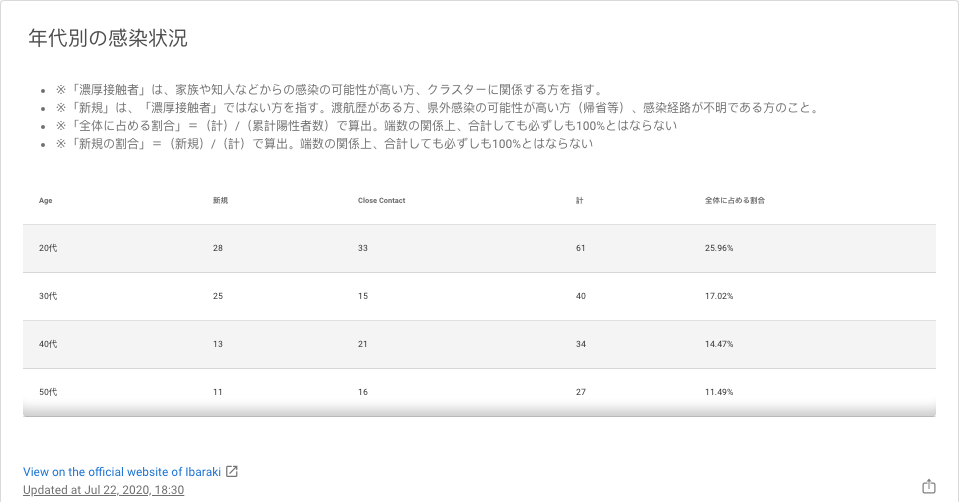 年代別の感染状況
※「濃厚接触者」は、家族や知人などからの感染の可能性が高い方、クラスターに関係する方を指す。
※「新規」は、「濃厚接触者」ではない方を指す。渡航歴がある方、県外感染の可能性が高い方（帰省等）、感染経路が不明である方のこと。
※「全体に占める割合」＝（計）/（累計陽性者数）で算出。端数の関係上、合計しても必ずしも100%とはならない
※「新規の割合」＝（新規）/（計）で算出。端数の関係上、合計しても必ずしも100%とはならない
Age 新規 Close Contact 計 全体に占める割合
20代 28 33 61 25.96%
30代 25 15 40 17.02%
40代 13 21 34 14.47%
50代 11 16 27 11.49%
View on the official website of Ibaraki
Updated at Jul 22, 2020, 18:30